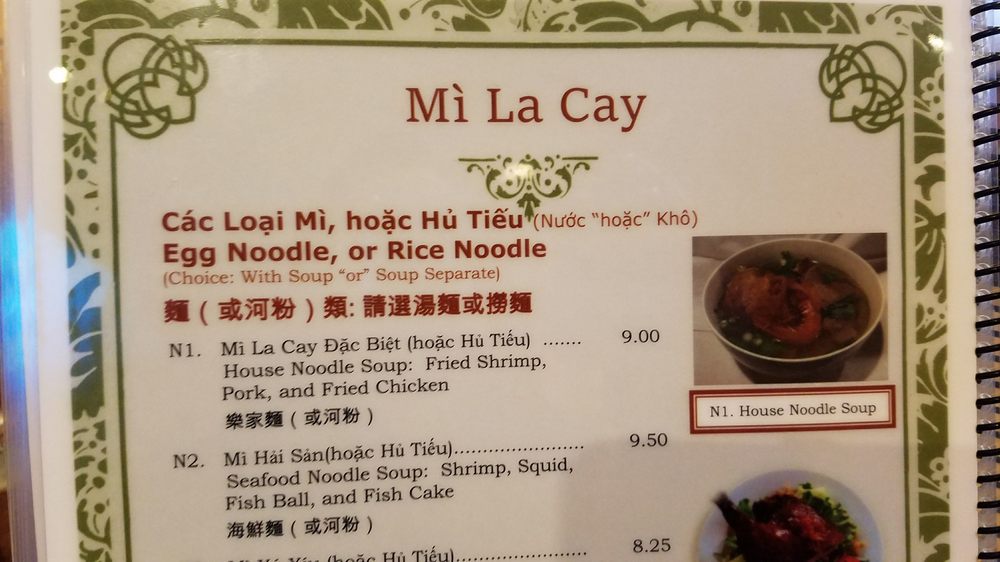 Mì La Cay
Các Loại Mì, hoặc Hủ Tiếu (Nước “hoặc” Khô)
Egg Noodle, or Rice Noodle
(Choice: With Soup “or” Soup Separate)
麵（或河粉）類: 請選湯麵或撈麵
N1. Mì La Cay Đặc Biệt (hoặc Hủ Tiếu) ....... 9.00
House Noodle Soup: Fried Shrimp,
Pork, and Fried Chicken
樂家麵（或河粉）
N1. House Noodle Soup
N2. Mì Hải Sản(hoặc Hủ Tiếu)...................... 9.50
Seafood Noodle Soup: Shrimp, Squid,
Fish Ball, and Fish Cake
海鮮麵（或河粉）
(hoặc Hủ Tiếu)...................... 8.25